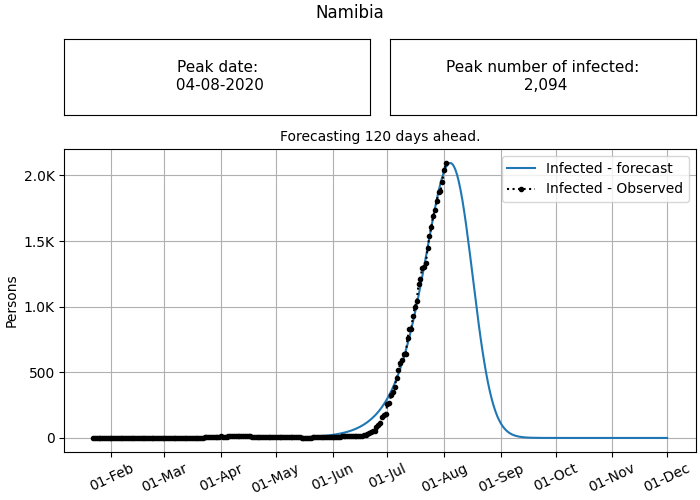 Namibia
Peak date:
04-08-2020
Peak number of infected:
2,094
Forecasting 120 days ahead.
Infected - forecast
Infected - Observed
Persons
2.0K
1.5K
1.0K
500
0
01-Feb
01-Mar
01-Apr
01-May
01-Jun
01-Jul
01-Aug
01-Sep
01-Oct
01-Nov
01-Dec